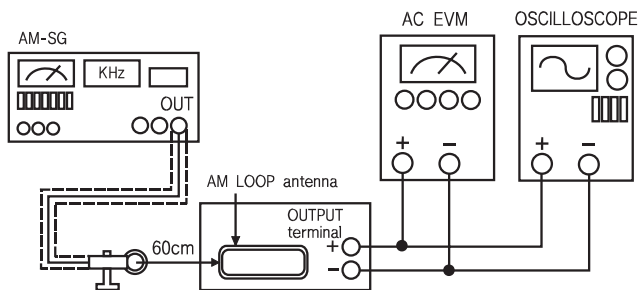 AM-SG
KHz
OUT
AC EVM
OSCILLOSCOPE
+
−
+
−
AM LOOP antenna
60cm
OUTPUT
terminal
+
−